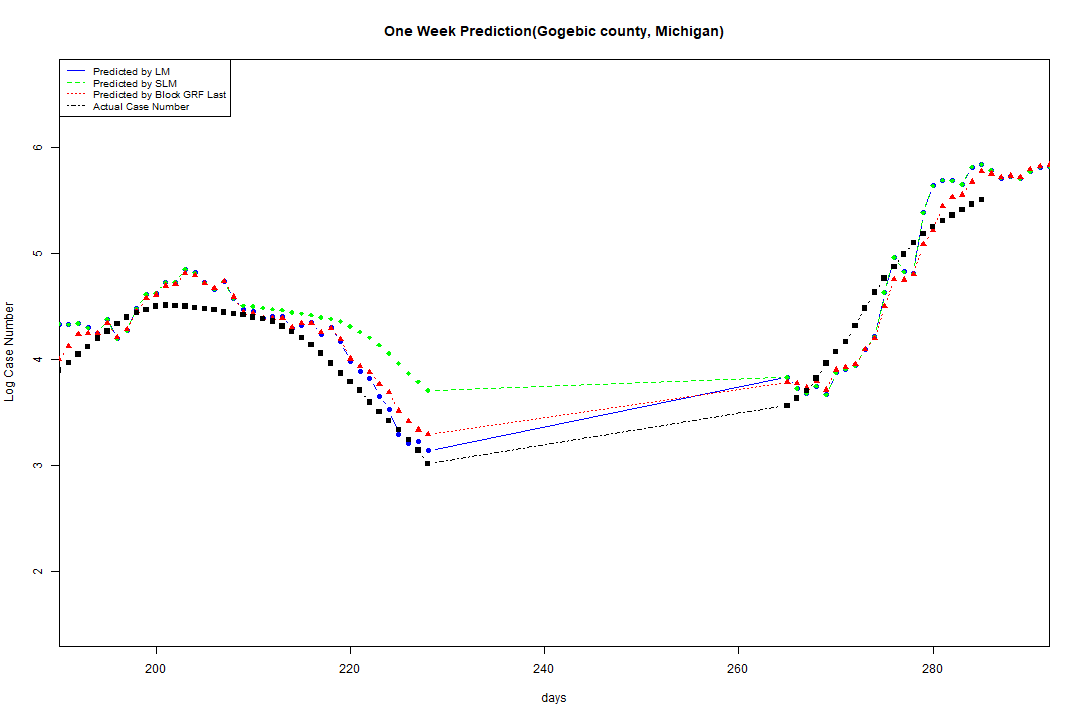 One Week Prediction(Gogebic county, Michigan)
Predicted by LM
Predicted by SLM
Predicted by Block GRF Last
Actual Case Number
6
5
4
3
2
Log Case Number
200 220 240 260 280
days